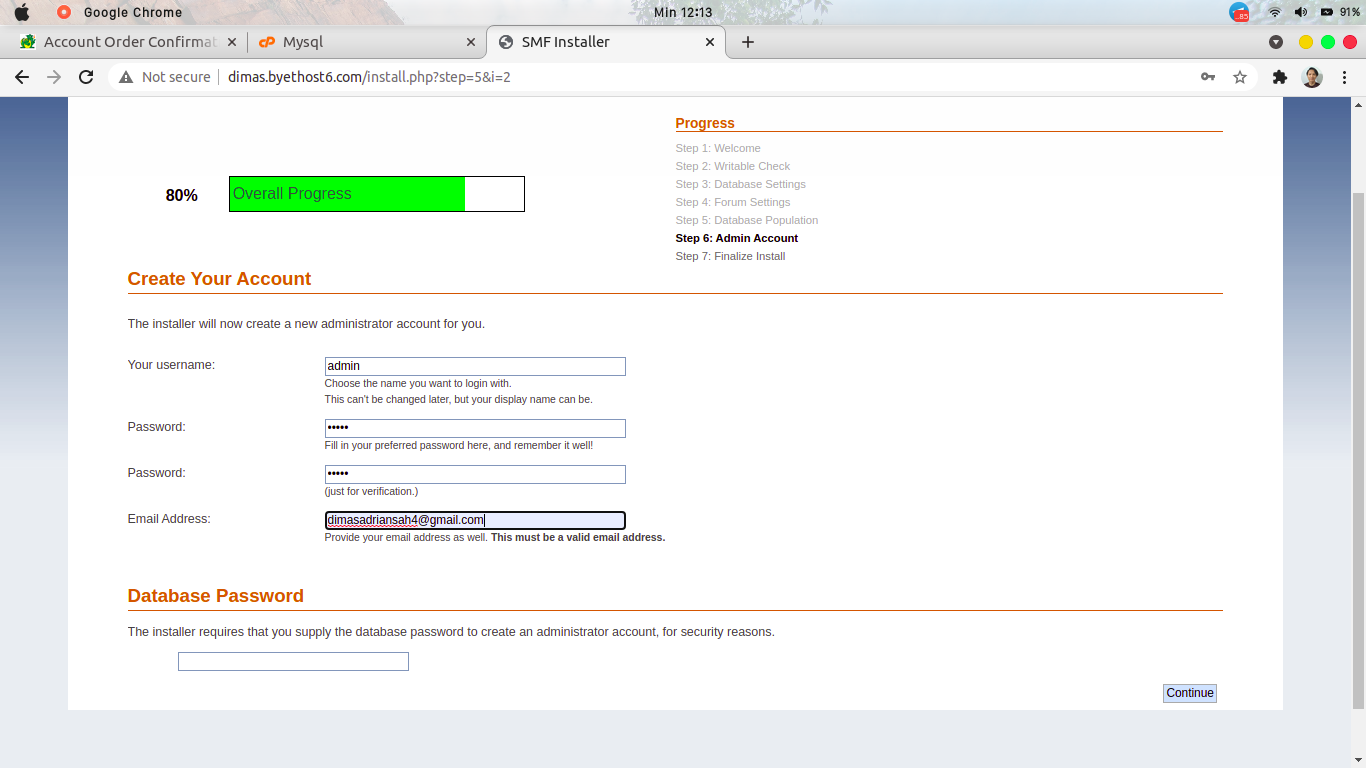 Google Chrome
Min 12:13
85
91%
Account Order Confirmat
Mysql
SMF Installer
Not secure
dimas.byethost6.com/install.php?step=5&i=2
Progress
Step 1: Welcome
Step 2: Writable Check
Step 3: Database Settings
Step 4: Forum Settings
Step 5: Database Population
Step 6: Admin Account
Step 7: Finalize Install
80%
Overall Progress
Create Your Account
The installer will now create a new administrator account for you.
Your username:
admin
Choose the name you want to login with.
This can't be changed later, but your display name can be.
Password:
•••••
Fill in your preferred password here, and remember it well!
Password:
•••••
(just for verification.)
Email Address:
dimasadriansah4@gmail.com
Provide your email address as well. This must be a valid email address.
Database Password
The installer requires that you supply the database password to create an administrator account, for security reasons.
Continue